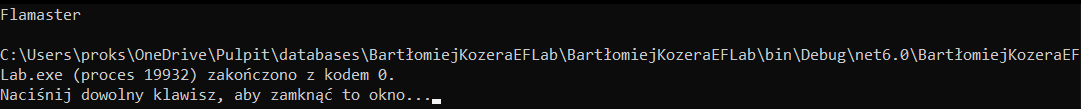 Flamaster
C:\Users\proks\OneDrive\Pulpit\databases\BartłomiejKozeraEFLab\BartłomiejKozeraEFLab\bin\Debug\net6.0\BartłomiejKozeraEF
Lab.exe (proces 19932) zakończono z kodem 0.
Naciśnij dowolny klawisz, aby zamknąć to okno...